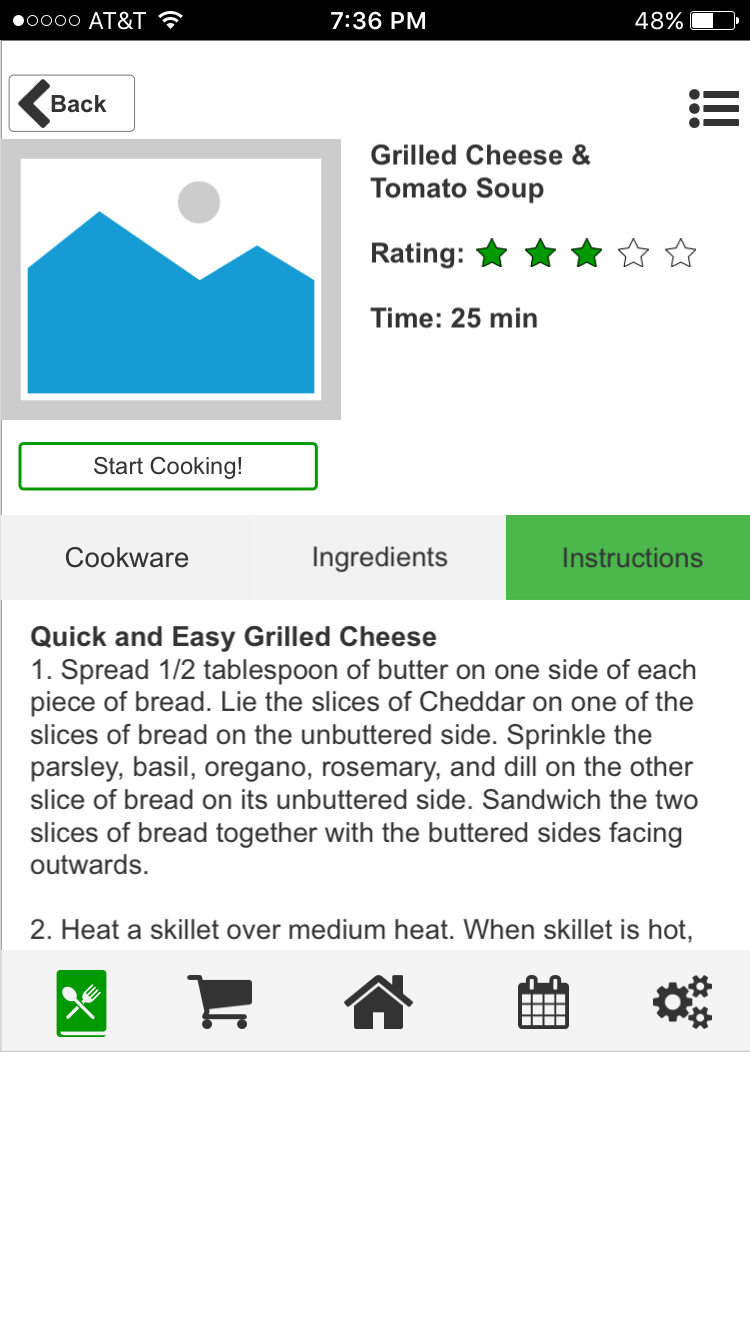 AT&T 7:36 PM 48%
Back
Grilled Cheese &
Tomato Soup
Rating:
Time: 25 min
Start Cooking!
Cookware Ingredients Instructions
Quick and Easy Grilled Cheese
1. Spread 1/2 tablespoon of butter on one side of each
piece of bread. Lie the slices of Cheddar on one of the
slices of bread on the unbuttered side. Sprinkle the
parsley, basil, oregano, rosemary, and dill on the other
slice of bread on its unbuttered side. Sandwich the two
slices of bread together with the buttered sides facing
outwards.
2. Heat a skillet over medium heat. When skillet is hot,